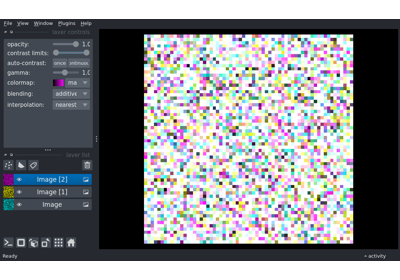 File View Window Plugins Help
layer controls
opacity: 1.0
contrast limits:
auto-contrast: once
gamma: 1.0
colormap: ma
blending: additive
interpolation: nearest
layer list
Image [2]
Image [1]
Image
Ready
activity